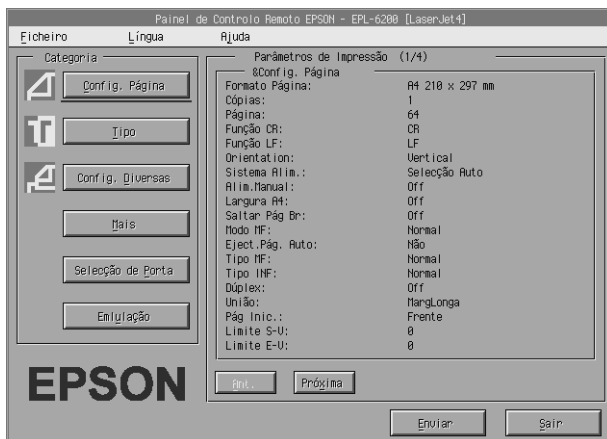 Painel de Controlo Remoto EPSON - EPL-6200 [LaserJet4]
Ficheiro Língua Ajuda
Categoria
Config. Página
Tipo
Config. Diversas
Mais
Selecção de Porta
Emlulação
EPSON
Parâmetros de Impressão (1/4)
&Config. Página
Formato Página: A4 210 x 297 mm
Cópias: 1
Página: 64
Função CR: CR
Função LF: LF
Orientation: Vertical
Sistema Alim.: Selecção Auto
Alim.Manual: Off
Largura A4: Off
Saltar Pág Br: Off
Modo MF: Normal
Eject.Pág. Auto: Não
Tipo MF: Normal
Tipo INF: Normal
Dúplex: Off
União: MargLonga
Pág Inic.: Frente
Limite S-V: 0
Limite E-V: 0
Ant. Próxima
Enviar Sair